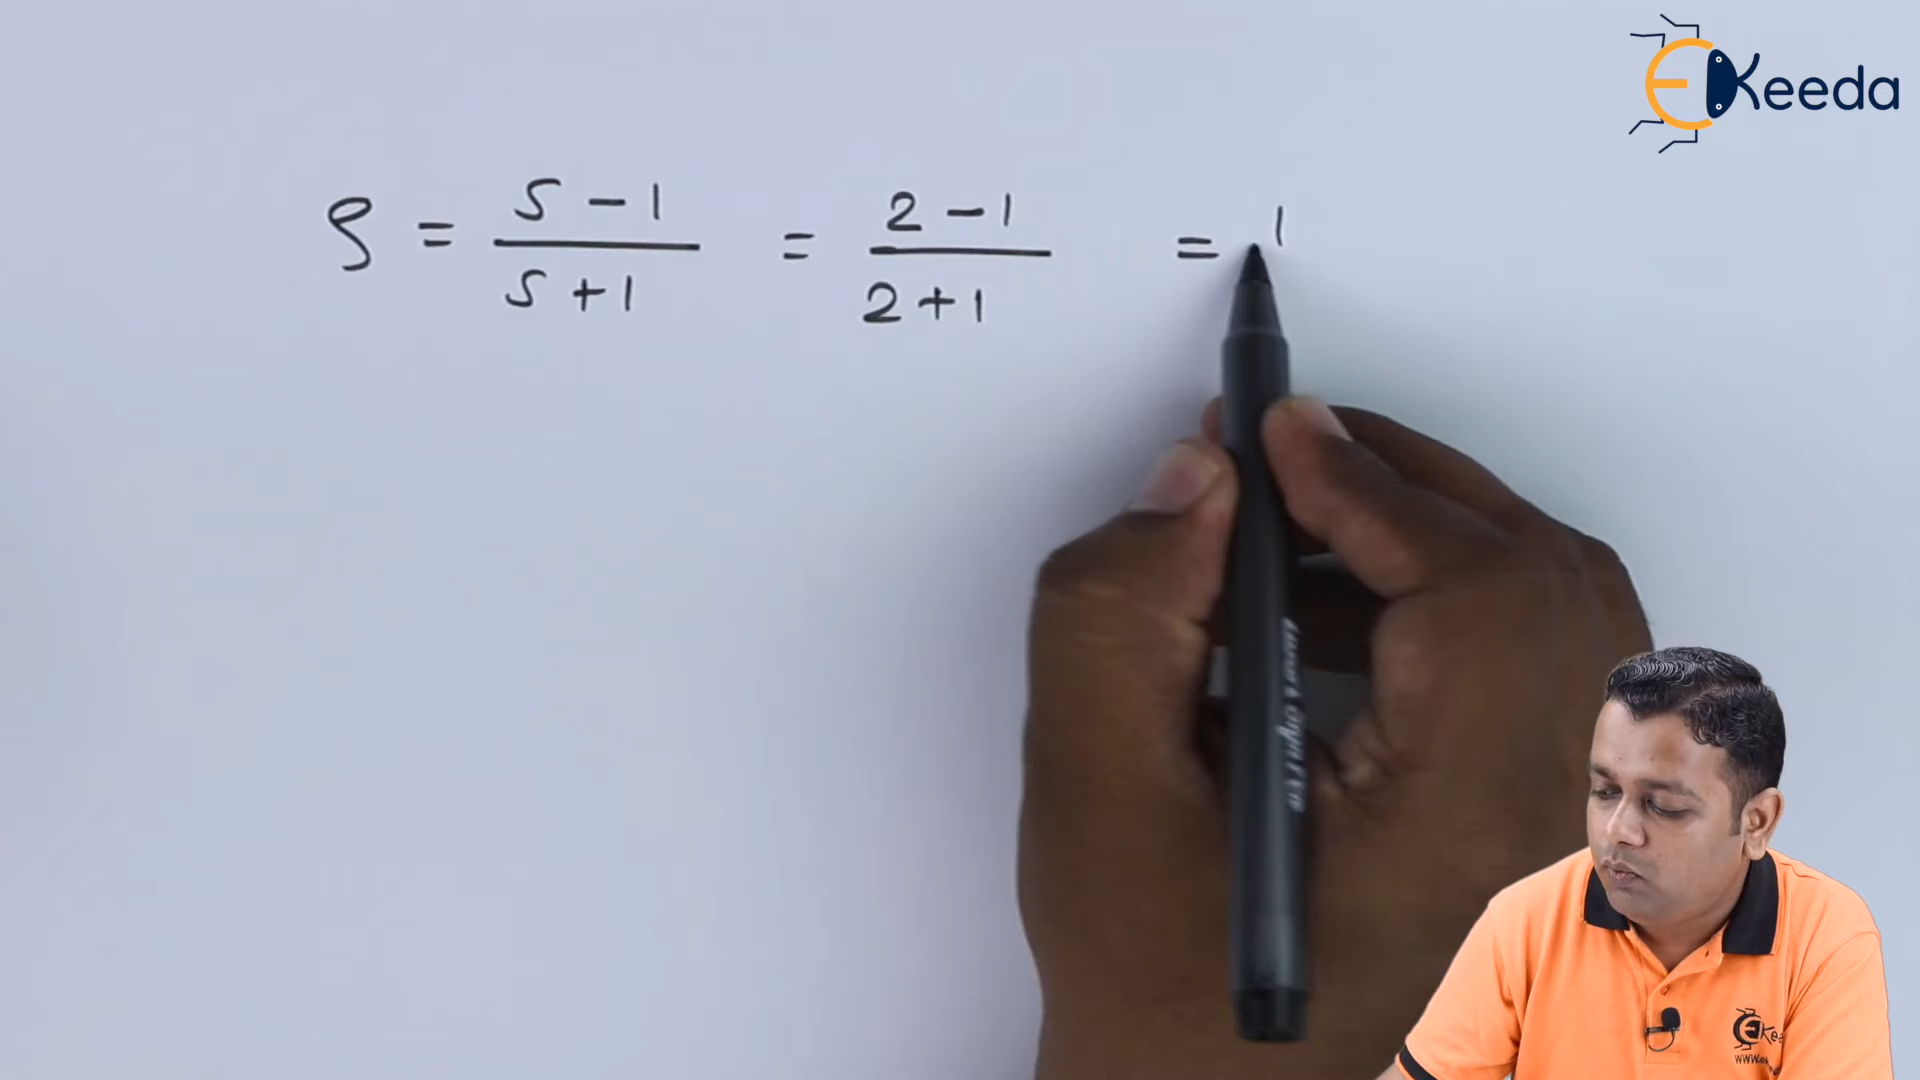 EKeeda
ρ = S - 1 / S + 1 = 2 - 1 / 2 + 1 = 1